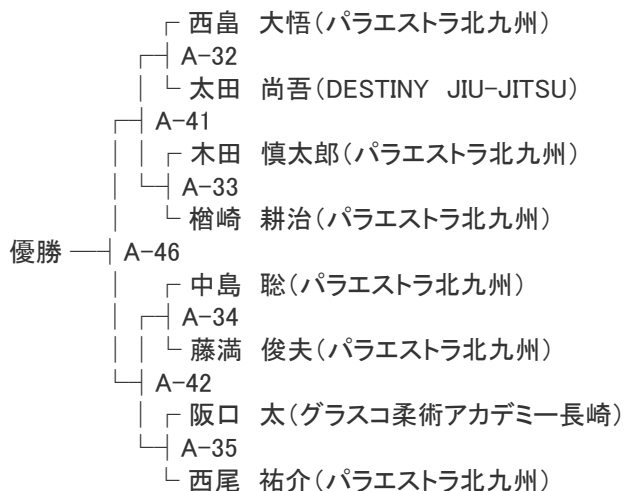 西畠　大悟（パラエストラ北九州）
A-32
太田　尚吾（DESTINY　JIU-JITSU）
A-41
木田　慎太郎（パラエストラ北九州）
A-33
楢崎　耕治（パラエストラ北九州）
優勝　A-46
中島　聡（パラエストラ北九州）
A-34
藤満　俊夫（パラエストラ北九州）
A-42
阪口　太（グラスコ柔術アカデミー長崎）
A-35
西尾　祐介（パラエストラ北九州）